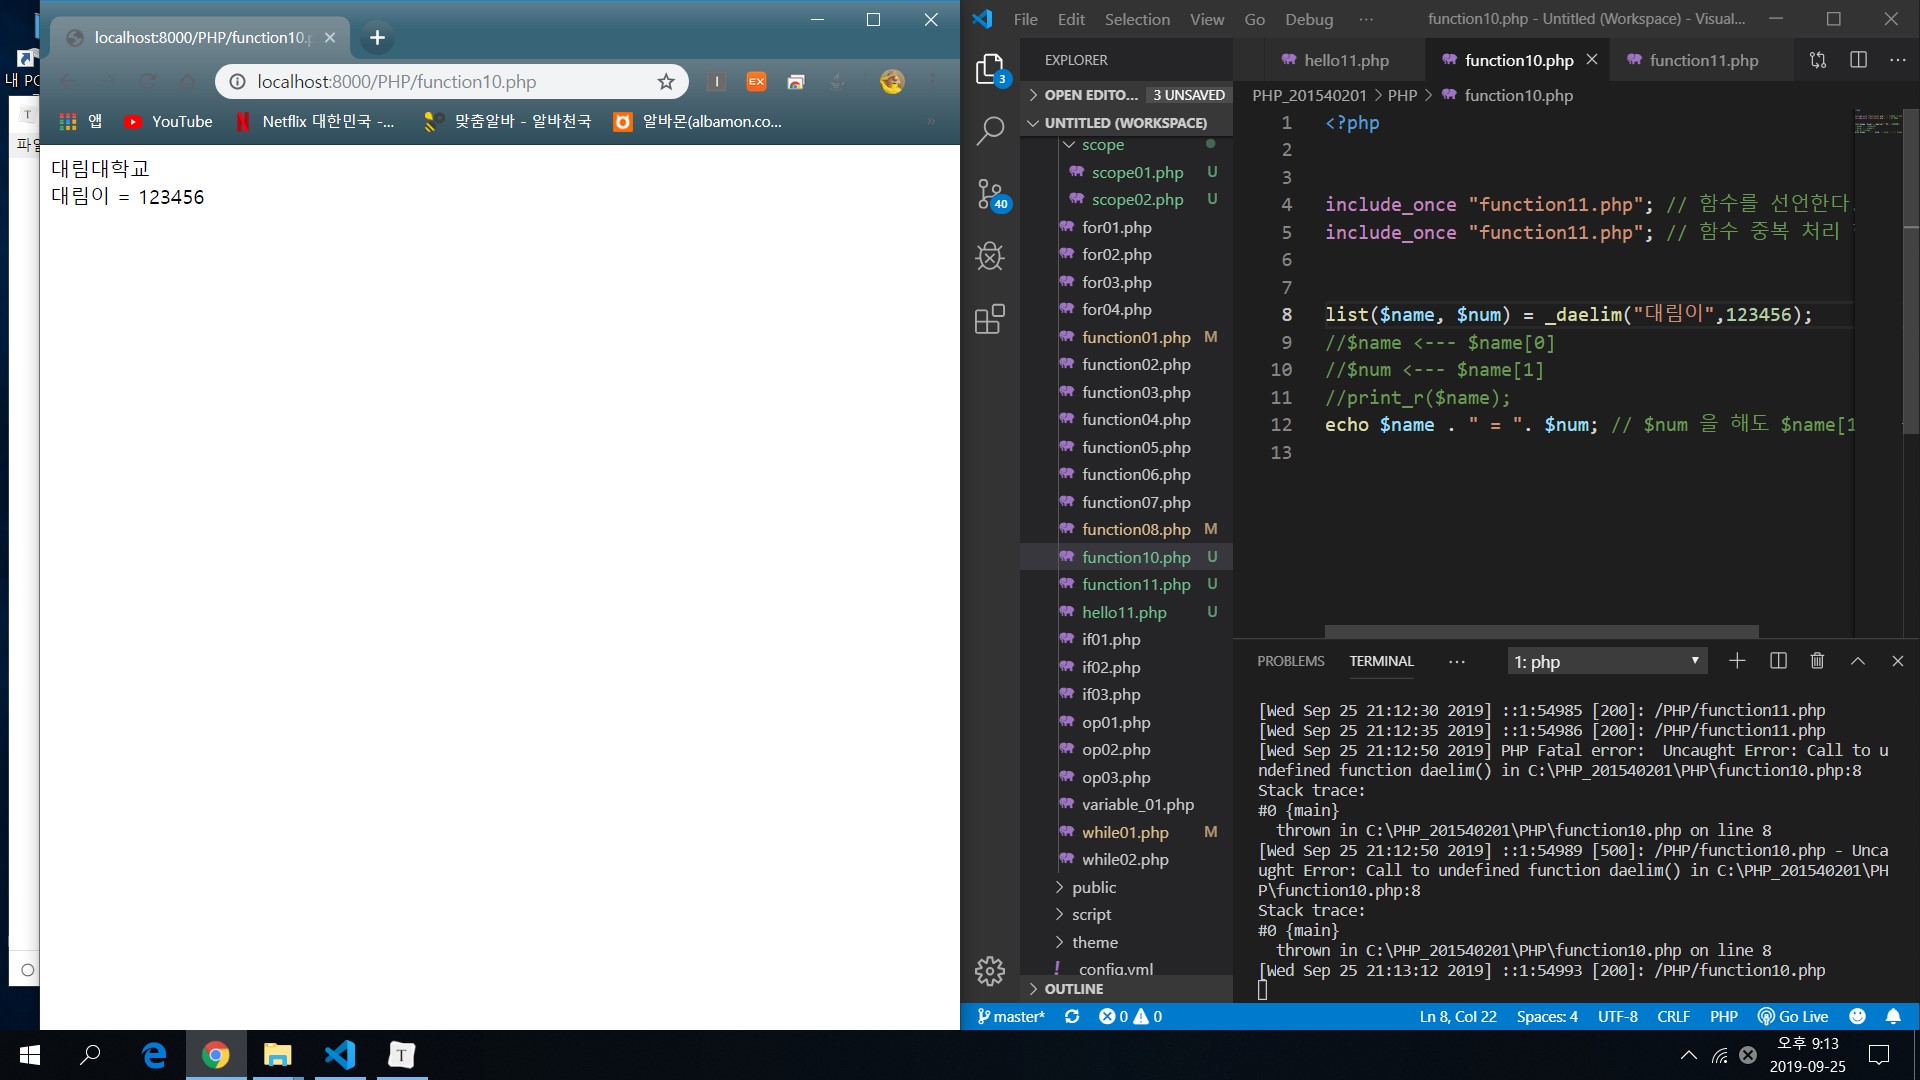 localhost:8000/PHP/function10.p
localhost:8000/PHP/function10.php
앱
YouTube
Netflix 대한민국 -...
맞춤알바 - 알바천국
알바몬(albamon.co...
내 PC
T
파일
대림대학교
대림이 = 123456
File Edit Selection View Go Debug ···
function10.php - Untitled (Workspace) - Visual...
EXPLORER
hello11.php
function10.php
function11.php
OPEN EDITO... 3 UNSAVED
PHP_201540201 > PHP > function10.php
UNTITLED (WORKSPACE)
3
40
scope
scope01.php U
scope02.php U
for01.php
for02.php
for03.php
for04.php
function01.php M
function02.php
function03.php
function04.php
function05.php
function06.php
function07.php
function08.php M
function10.php U
function11.php U
hello11.php U
if01.php
if02.php
if03.php
op01.php
op02.php
op03.php
variable_01.php
while01.php M
while02.php
public
script
theme
config.yml
OUTLINE
1 <?php
2
3
4 include_once "function11.php"; // 함수를 선언한다.
5 include_once "function11.php"; // 함수 중복 처리
6
7
8 list($name, $num) = _daelim("대림이",123456);
9 //$name <--- $name[0]
10 //$num <--- $name[1]
11 //print_r($name);
12 echo $name . " = ". $num; // $num 을 해도 $name[1
13
PROBLEMS TERMINAL ··· 1: php
[Wed Sep 25 21:12:30 2019] ::1:54985 [200]: /PHP/function11.php
[Wed Sep 25 21:12:35 2019] ::1:54986 [200]: /PHP/function11.php
[Wed Sep 25 21:12:50 2019] PHP Fatal error:  Uncaught Error: Call to u
ndefined function daelim() in C:\PHP_201540201\PHP\function10.php:8
Stack trace:
#0 {main}
  thrown in C:\PHP_201540201\PHP\function10.php on line 8
[Wed Sep 25 21:12:50 2019] ::1:54989 [500]: /PHP/function10.php - Unca
ught Error: Call to undefined function daelim() in C:\PHP_201540201\PH
P\function10.php:8
Stack trace:
#0 {main}
  thrown in C:\PHP_201540201\PHP\function10.php on line 8
[Wed Sep 25 21:13:12 2019] ::1:54993 [200]: /PHP/function10.php
master* 0 0 Ln 8, Col 22 Spaces: 4 UTF-8 CRLF PHP Go Live
T
오후 9:13
2019-09-25